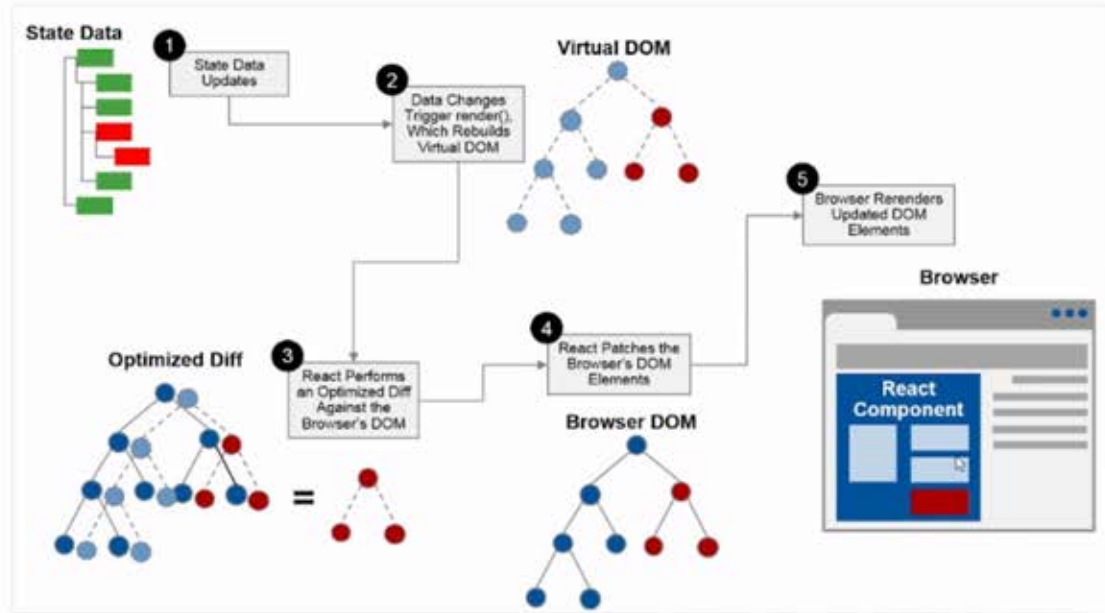 State Data
1
State Data
Updates
2
Data Changes
Trigger render(),
Which Rebuilds
Virtual DOM
Virtual DOM
5
Browser Rerenders
Updated DOM
Elements
Browser
React
Component
Optimized Diff
3
React Performs
an Optimized Diff
Against the
Browser's DOM
4
React Patches the
Browser's DOM
Elements
Browser DOM
=